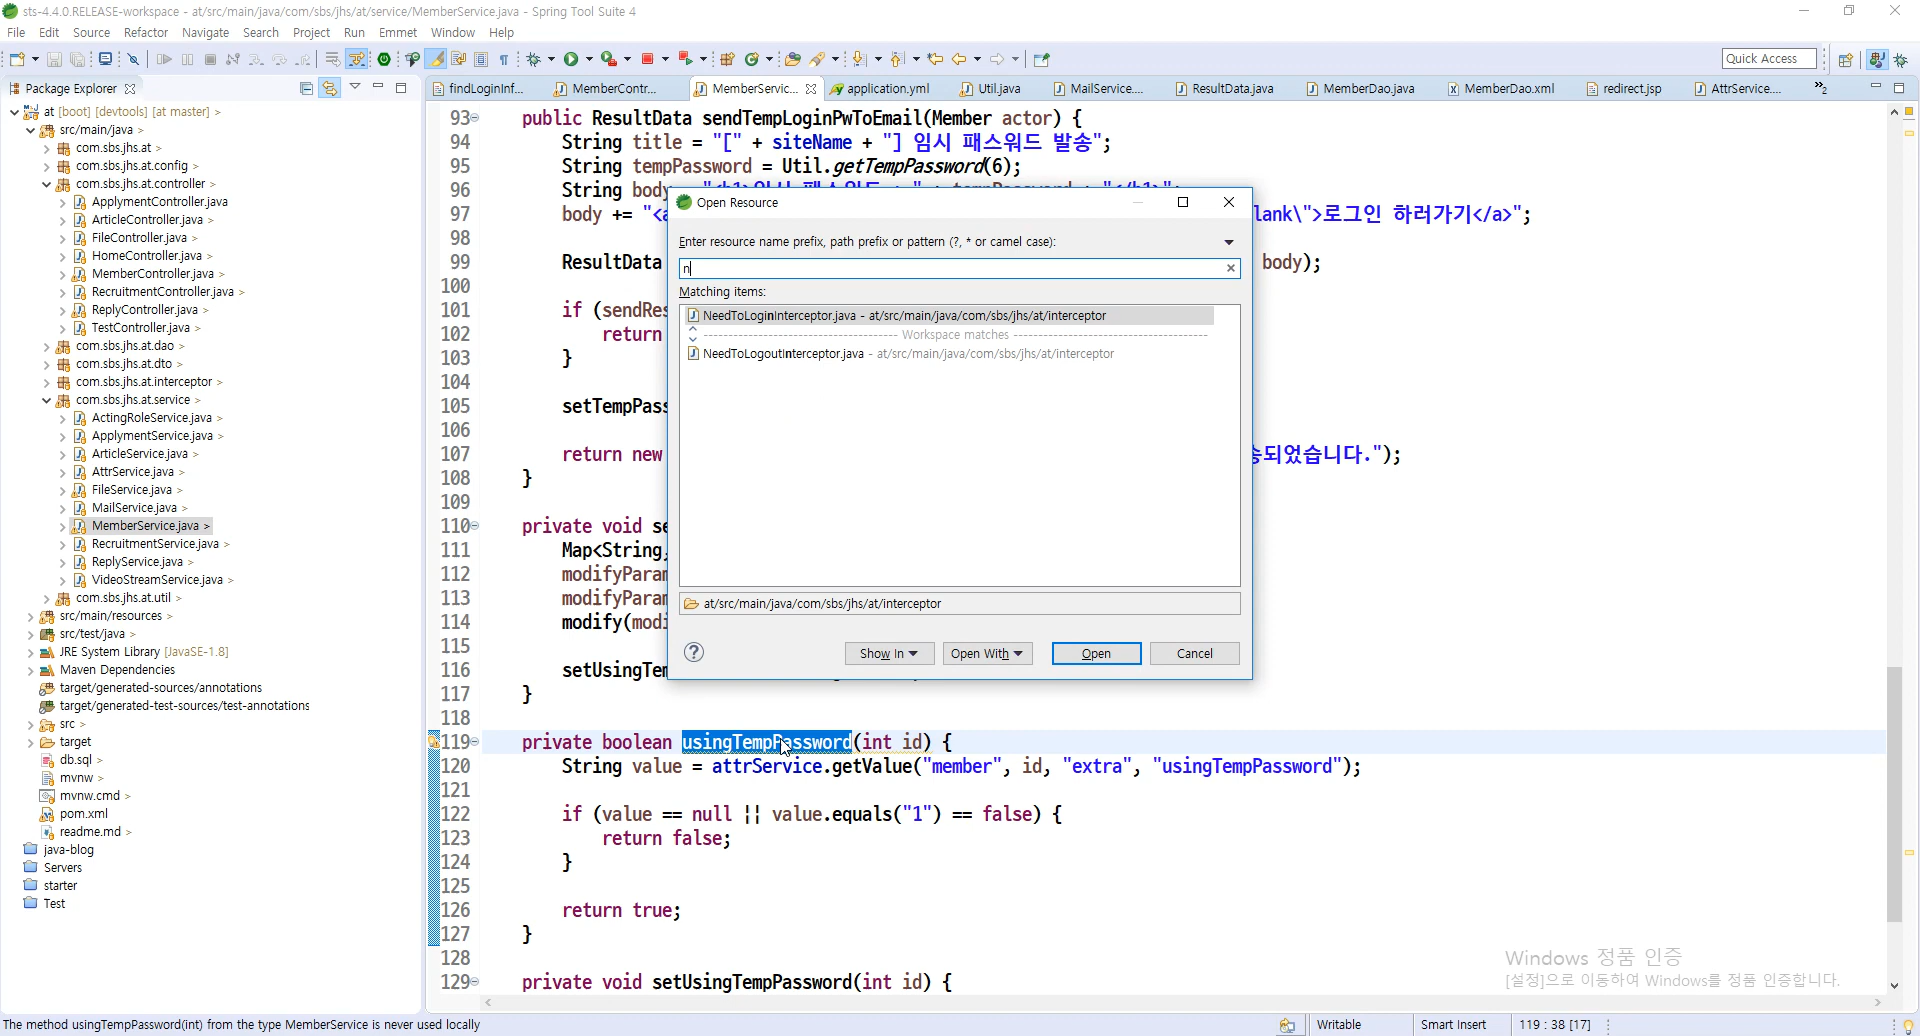 sts-4.4.0.RELEASE-workspace - at/src/main/java/com/sbs/jhs/at/service/MemberService.java - Spring Tool Suite 4
File Edit Source Refactor Navigate Search Project Run Emmet Window Help
Quick Access
Package Explorer
findLoginInf... MemberContr... MemberServic... application.yml Util.java MailService.... ResultData.java MemberDao.java MemberDao.xml redirect.jsp AttrService.... »2
at [boot] [devtools] [at master] >
src/main/java >
com.sbs.jhs.at >
com.sbs.jhs.at.config >
com.sbs.jhs.at.controller >
ApplymentController.java
ArticleController.java >
FileController.java >
HomeController.java >
MemberController.java >
RecruitmentController.java >
ReplyController.java >
TestController.java >
com.sbs.jhs.at.dao >
com.sbs.jhs.at.dto >
com.sbs.jhs.at.interceptor >
com.sbs.jhs.at.service >
ActingRoleService.java >
ApplymentService.java >
ArticleService.java >
AttrService.java >
FileService.java >
MailService.java >
MemberService.java >
RecruitmentService.java >
ReplyService.java >
VideoStreamService.java >
com.sbs.jhs.at.util >
src/main/resources >
src/test/java >
JRE System Library [JavaSE-1.8]
Maven Dependencies
target/generated-sources/annotations
target/generated-test-sources/test-annotations
src >
target
db.sql >
mvnw >
mvnw.cmd >
pom.xml
readme.md >
java-blog
Servers
starter
Test
93 public ResultData sendTempLoginPwToEmail(Member actor) {
94 String title = "[" + siteName + "] 임시 패스워드 발송";
95 String tempPassword = Util.getTempPassword(6);
96 String body
97 body += "<a lank\">로그인 하러가기</a>";
98
99 ResultData body);
100
101 if (sendRes
102 return
103 }
104
105 setTempPass
106
107 return new 송되었습니다.");
108 }
109
110 private void se
111 Map<String,
112 modifyParam
113 modifyParam
114 modify(modi
115
116 setUsingTem
117 }
118
119 private boolean usingTempPassword(int id) {
120 String value = attrService.getValue("member", id, "extra", "usingTempPassword");
121
122 if (value == null || value.equals("1") == false) {
123 return false;
124 }
125
126 return true;
127 }
128
129 private void setUsingTempPassword(int id) {
Open Resource
Enter resource name prefix, path prefix or pattern (?, * or camel case):
n
Matching items:
NeedToLoginInterceptor.java - at/src/main/java/com/sbs/jhs/at/interceptor
Workspace matches
NeedToLogoutInterceptor.java - at/src/main/java/com/sbs/jhs/at/interceptor
at/src/main/java/com/sbs/jhs/at/interceptor
Show In Open With Open Cancel
Windows 정품 인증
[설정]으로 이동하여 Windows를 정품 인증합니다.
The method usingTempPassword(int) from the type MemberService is never used locally
Writable Smart Insert 119 : 38 [17]